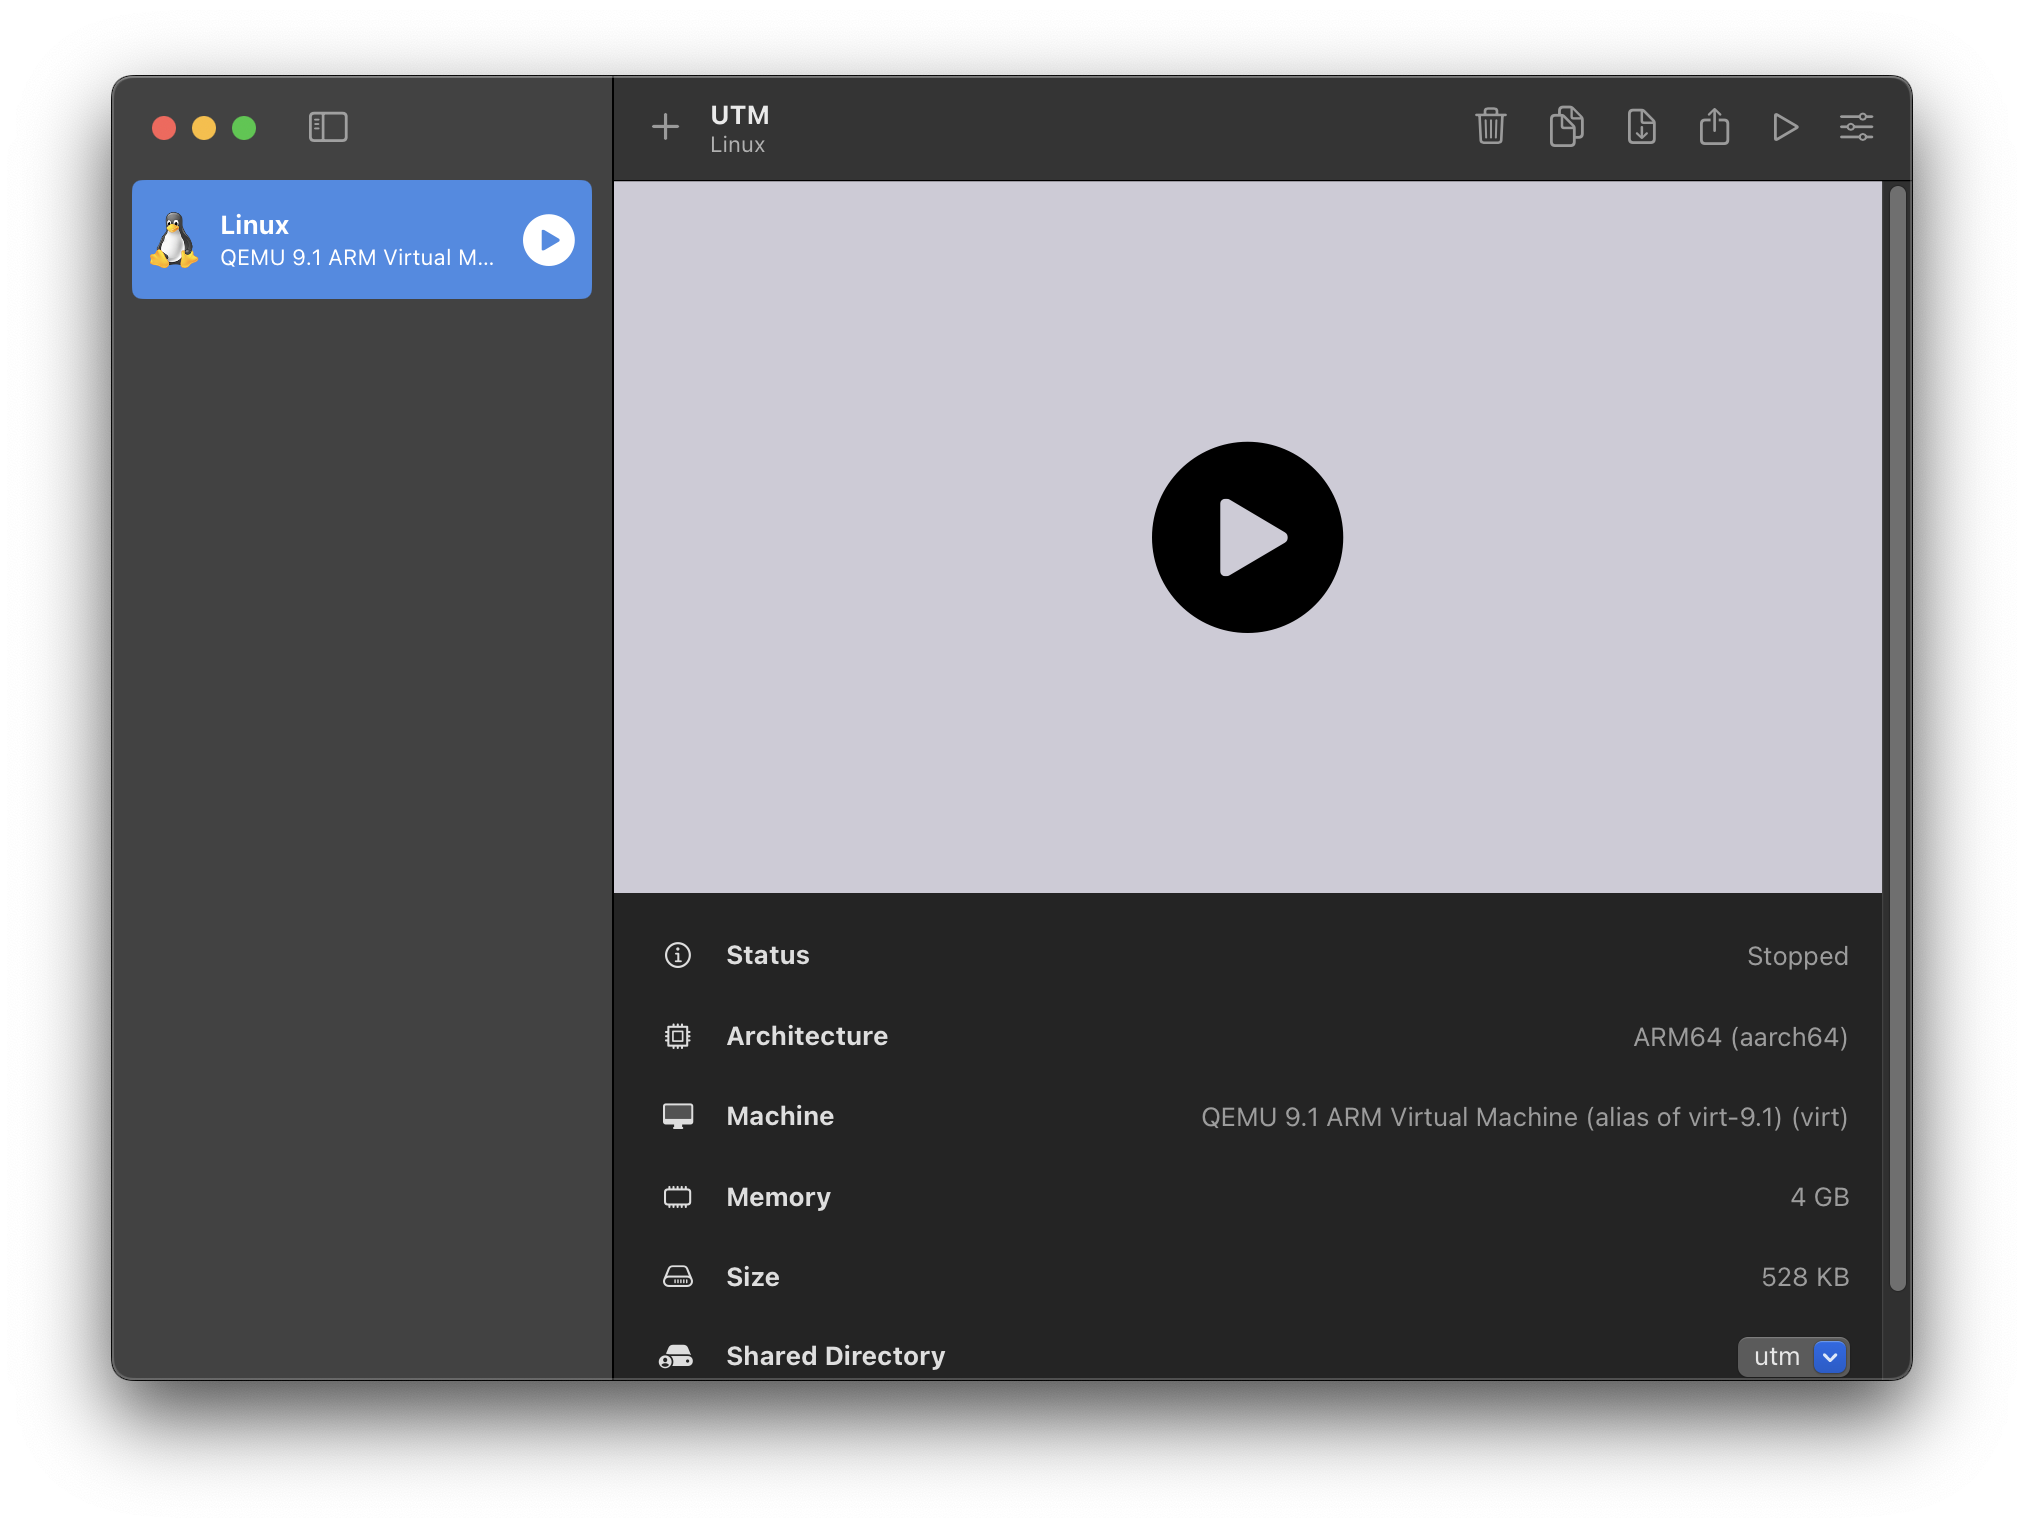 UTM
Linux
Linux
QEMU 9.1 ARM Virtual M...
Status
Stopped
Architecture
ARM64 (aarch64)
Machine
QEMU 9.1 ARM Virtual Machine (alias of virt-9.1) (virt)
Memory
4 GB
Size
528 KB
Shared Directory
utm